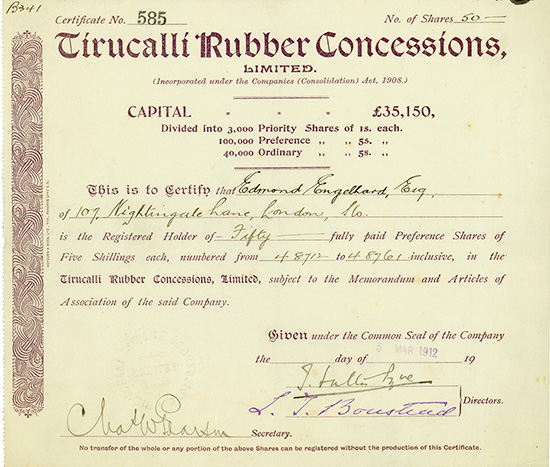 B341
Certificate No. 585 No. of Shares 50
Tirucalli Rubber Concessions,
LIMITED.
(Incorporated under the Companies (Consolidation) Act, 1908.)
CAPITAL " " " £35,150,
Divided into 3,000 Priority Shares of 1s. each.
100,000 Preference „ „ 5s. „
40,000 Ordinary „ „ 5s. „
This is to Certify that Edmond Engelhard, Esq.
of 107, Nightingale Lane, London,
is the Registered Holder of Fifty fully paid Preference Shares of
Five Shillings each, numbered from 48712 to 48761 inclusive, in the
Tirucalli Rubber Concessions, Limited, subject to the Memorandum and Articles of
Association of the said Company.
Given under the Common Seal of the Company
the day of 5 MAR 1912 19
L. T. Boustead
Directors.
Secretary.
No transfer of the whole or any portion of the above Shares can be registered without the production of this Certificate.